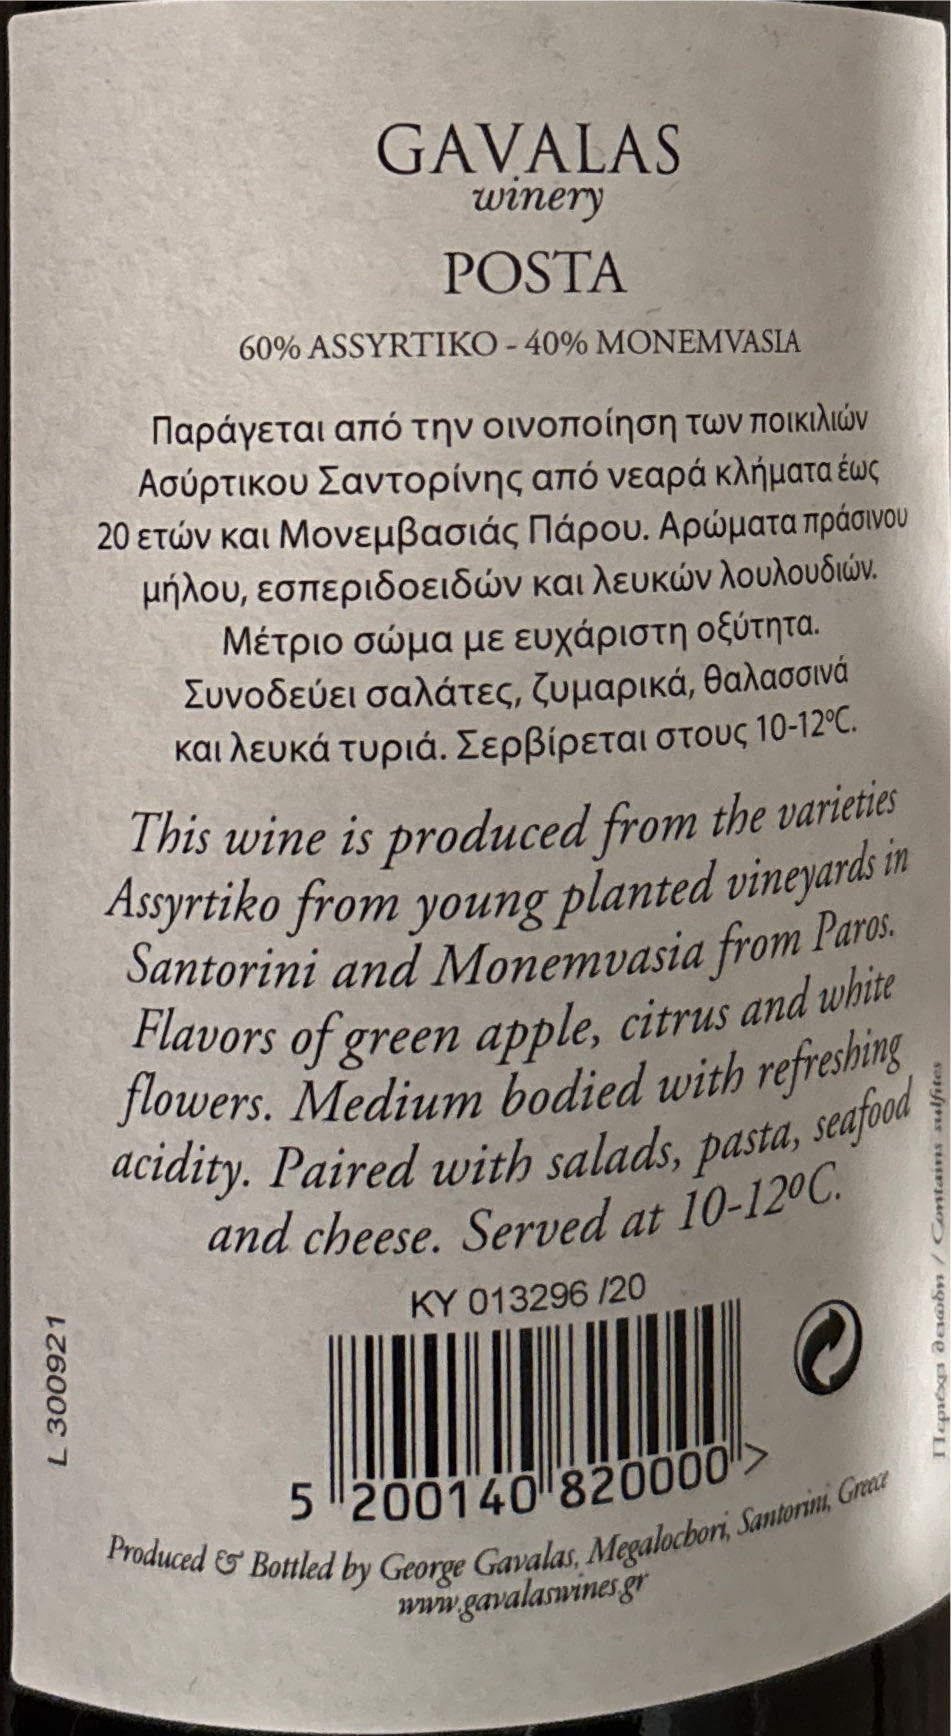 GAVALAS
winery
POSTA
60% ASSYRTIKO - 40% MONEMVASIA
Παράγεται από την οινοποίηση των ποικιλιών
Ασύρτικου Σαντορίνης από νεαρά κλήματα έως
20 ετών και Μονεμβασιάς Πάρου. Αρώματα πράσινου
μήλου, εσπεριδοειδών και λευκών λουλουδιών.
Μέτριο σώμα με ευχάριστη οξύτητα.
Συνοδεύει σαλάτες, ζυμαρικά, θαλασσινά
και λευκά τυριά. Σερβίρεται στους 10-12ºC.
This wine is produced from the varieties
Assyrtiko from young planted vineyards in
Santorini and Monemvasia from Paros.
Flavors of green apple, citrus and white
flowers. Medium bodied with refreshing
acidity. Paired with salads, pasta, seafood
and cheese. Served at 10-12ºC.
KY 013296 /20
5 200140 820000 >
L 300921
Περιέχει θειώδη / Contains sulfites
Produced & Bottled by George Gavalas, Megalochori, Santorini, Greece
www.gavalaswines.gr